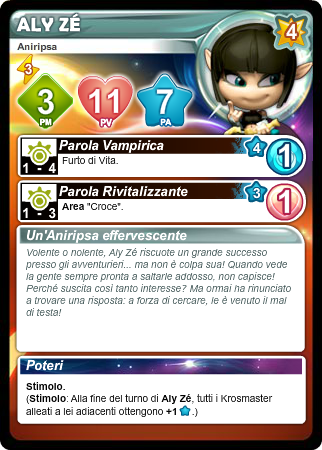 ALY ZÉ
4
Aniripsa
3
3
PM
11
PV
7
PA
Parola Vampirica
4
1
Furto di Vita.
1 - 4
Parola Rivitalizzante
3
1
Area "Croce".
1 - 3
Un'Aniripsa effervescente
Volente o nolente, Aly Zé riscuote un grande successo
presso gli avventurieri... ma non è colpa sua! Quando vede
la gente sempre pronta a saltarle addosso, non capisce!
Perché suscita così tanto interesse? Ma ormai ha rinunciato
a trovare una risposta: a forza di cercare, le è venuto il mal
di testa!
Poteri
Stimolo.
(Stimolo: Alla fine del turno di Aly Zé, tutti i Krosmaster
alleati a lei adiacenti ottengono +1 .)